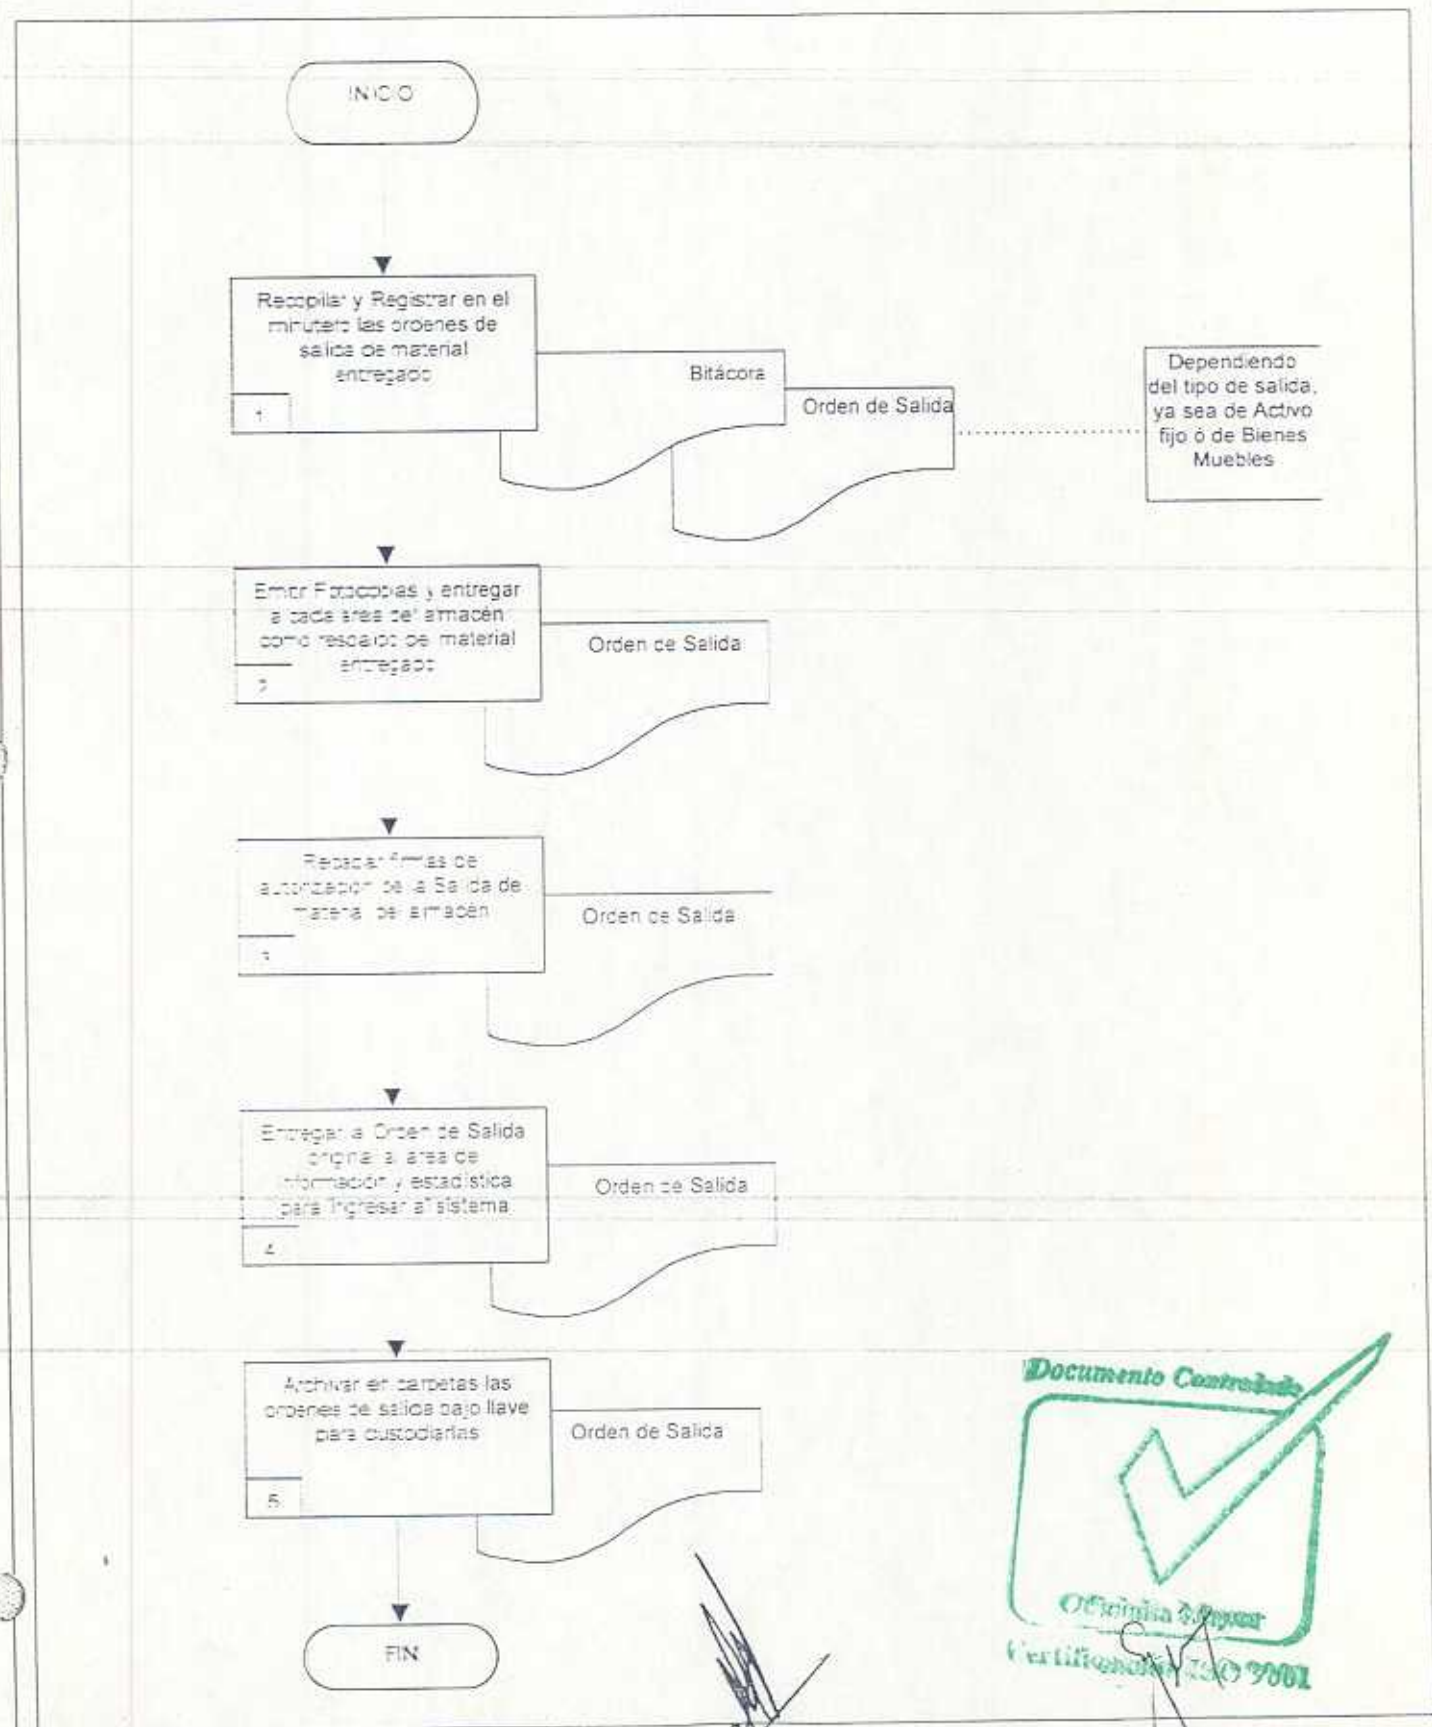 INICIO
Recopilar y Registrar en el
minutero las ordenes de
salida de material
entregado
1
Bitácora
Orden de Salida
Dependiendo
del tipo de salida,
ya sea de Activo
fijo ó de Bienes
Muebles
Emitir Fotocopias y entregar
a cada área del almacén
como resgualdo de material
entregado
2
Orden de Salida
Recabar firmas de
autorización de la Salida de
material del almacén
3
Orden de Salida
Entregar la Orden de Salida
original al área de
información y estadística
para ingresar al sistema
4
Orden de Salida
Archivar en carpetas las
ordenes de salida bajo llave
para custodiarlas
5
Orden de Salida
FIN
Documento Controlado
Oficialía Mayor
Certificación ISO 9001